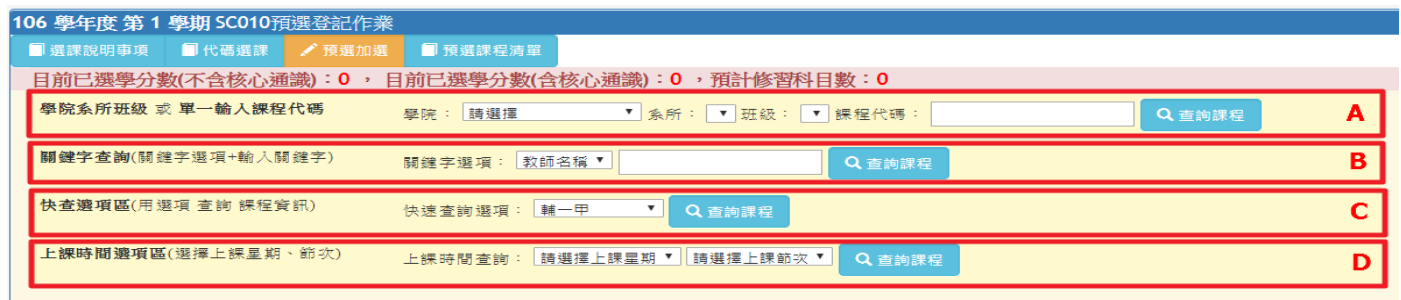 106 學年度 第 1 學期 SC010預選登記作業
選課說明事項 代碼選課 預選加選 預選課程清單
目前已選學分數(不含核心通識)：0 ， 目前已選學分數(含核心通識)：0 ，預計修習科目數：0
學院系所班級 或 單一輸入課程代碼 學院： 請選擇 系所： 班級： 課程代碼： 查詢課程 A
關鍵字查詢(關鍵字選項+輸入關鍵字) 關鍵字選項： 教師名稱 查詢課程 B
快查選項區(用選項 查詢 課程資訊) 快速查詢選項： 輔一甲 查詢課程 C
上課時間選項區(選擇上課星期、節次) 上課時間查詢： 請選擇上課星期 請選擇上課節次 查詢課程 D